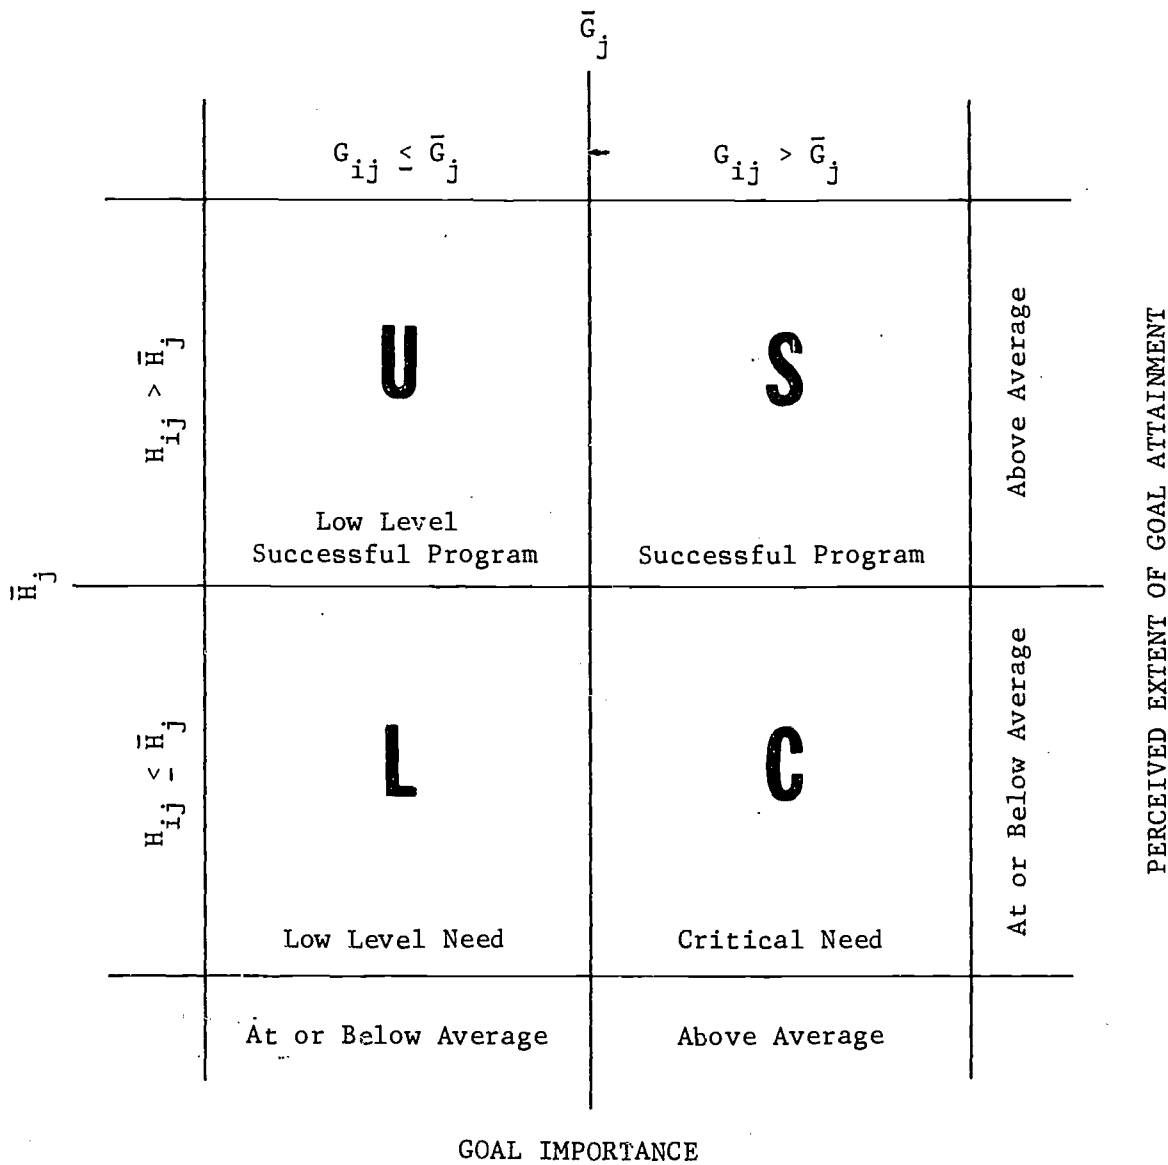 Ḡj
Gij ≤ Ḡj
Gij > Ḡj
Hij > H̄j
U
S
Above Average
Low Level
Successful Program
Successful Program
H̄j
PERCEIVED EXTENT OF GOAL ATTAINMENT
Hij ≤ H̄j
L
C
At or Below Average
Low Level Need
Critical Need
At or Below Average
Above Average
GOAL IMPORTANCE